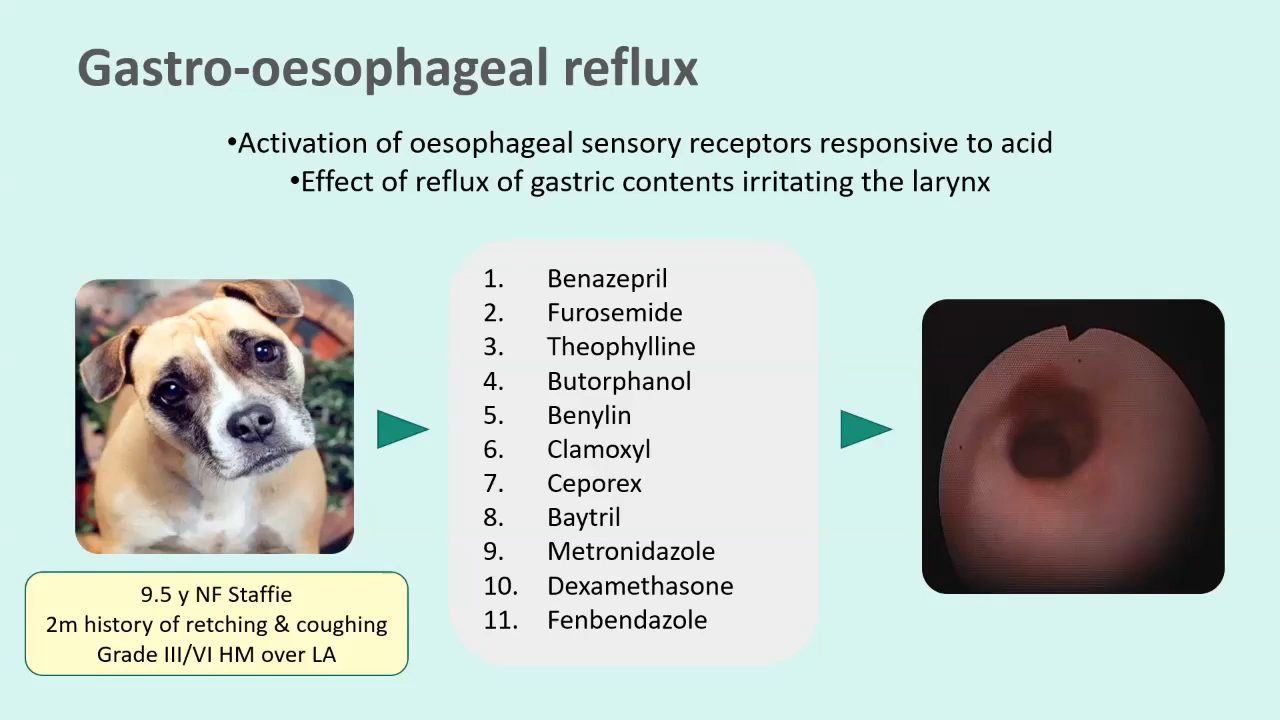 Gastro-oesophageal reflux
•Activation of oesophageal sensory receptors responsive to acid
•Effect of reflux of gastric contents irritating the larynx
1. Benazepril
2. Furosemide
3. Theophylline
4. Butorphanol
5. Benylin
6. Clamoxyl
7. Ceporex
8. Baytril
9. Metronidazole
10. Dexamethasone
11. Fenbendazole
9.5 y NF Staffie
2m history of retching & coughing
Grade III/VI HM over LA